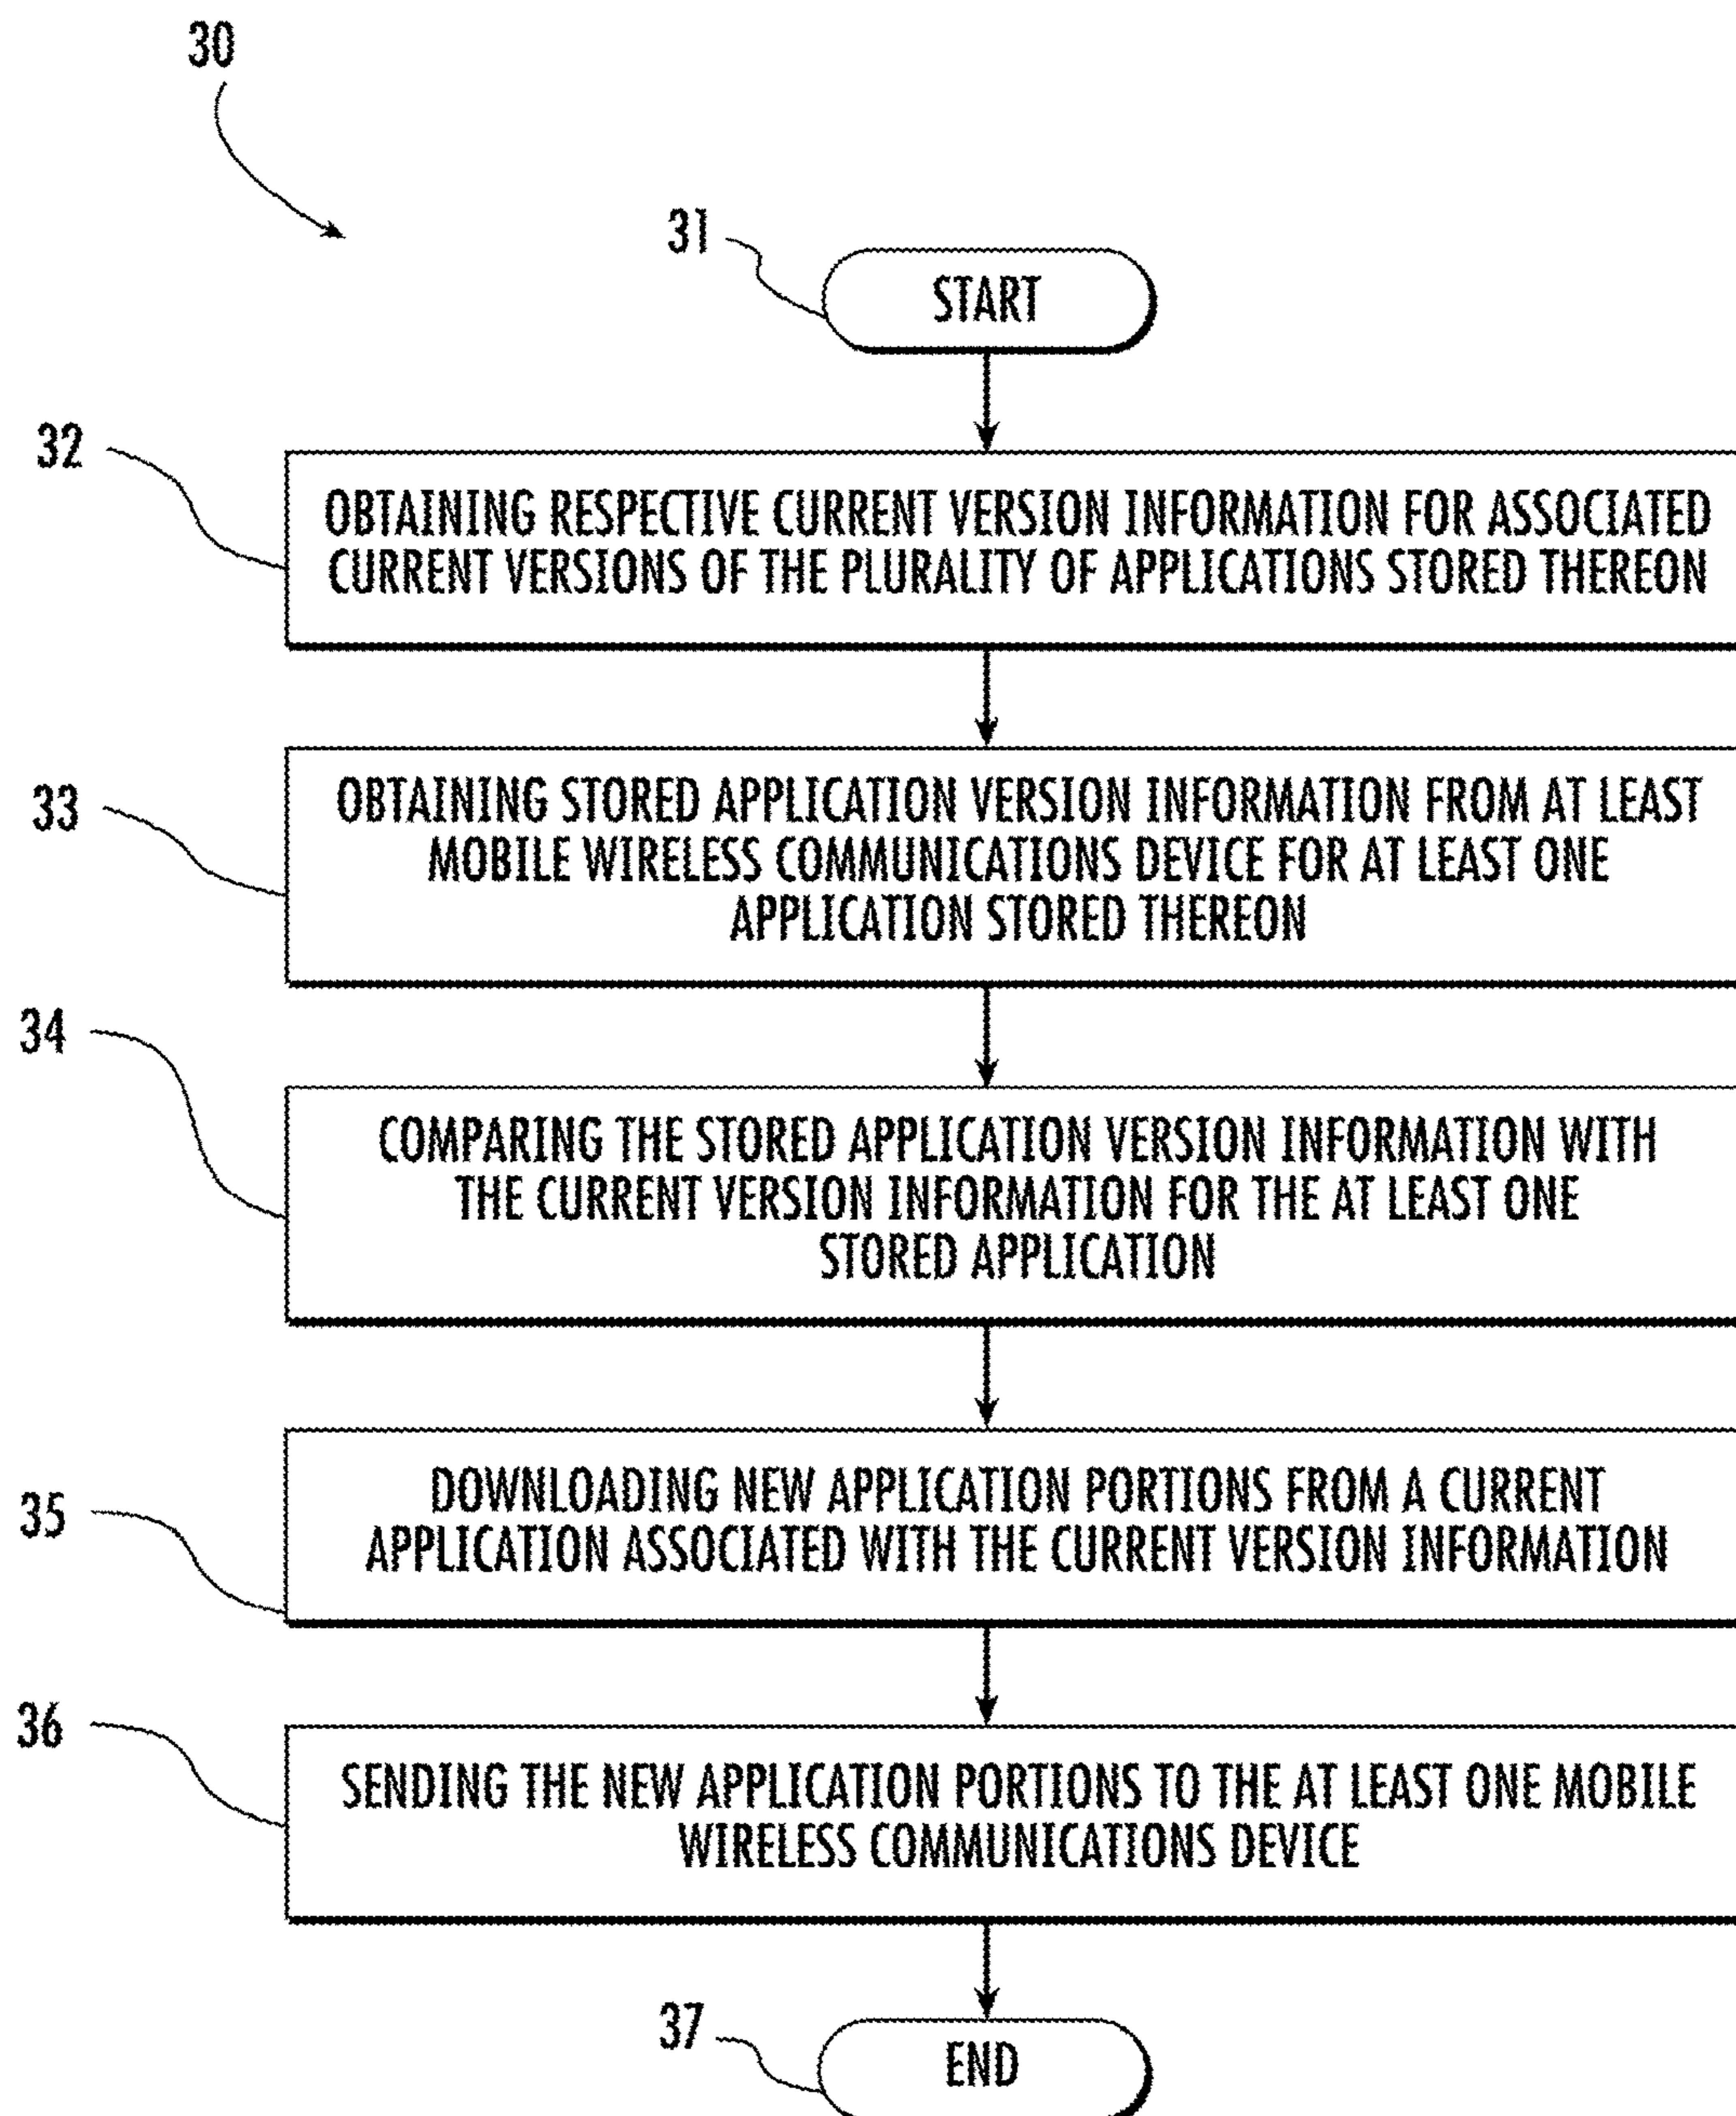 30
31
START
32
OBTAINING RESPECTIVE CURRENT VERSION INFORMATION FOR ASSOCIATED
CURRENT VERSIONS OF THE PLURALITY OF APPLICATIONS STORED THEREON
33
OBTAINING STORED APPLICATION VERSION INFORMATION FROM AT LEAST
MOBILE WIRELESS COMMUNICATIONS DEVICE FOR AT LEAST ONE
APPLICATION STORED THEREON
34
COMPARING THE STORED APPLICATION VERSION INFORMATION WITH
THE CURRENT VERSION INFORMATION FOR THE AT LEAST ONE
STORED APPLICATION
35
DOWNLOADING NEW APPLICATION PORTIONS FROM A CURRENT
APPLICATION ASSOCIATED WITH THE CURRENT VERSION INFORMATION
36
SENDING THE NEW APPLICATION PORTIONS TO THE AT LEAST ONE MOBILE
WIRELESS COMMUNICATIONS DEVICE
37
END